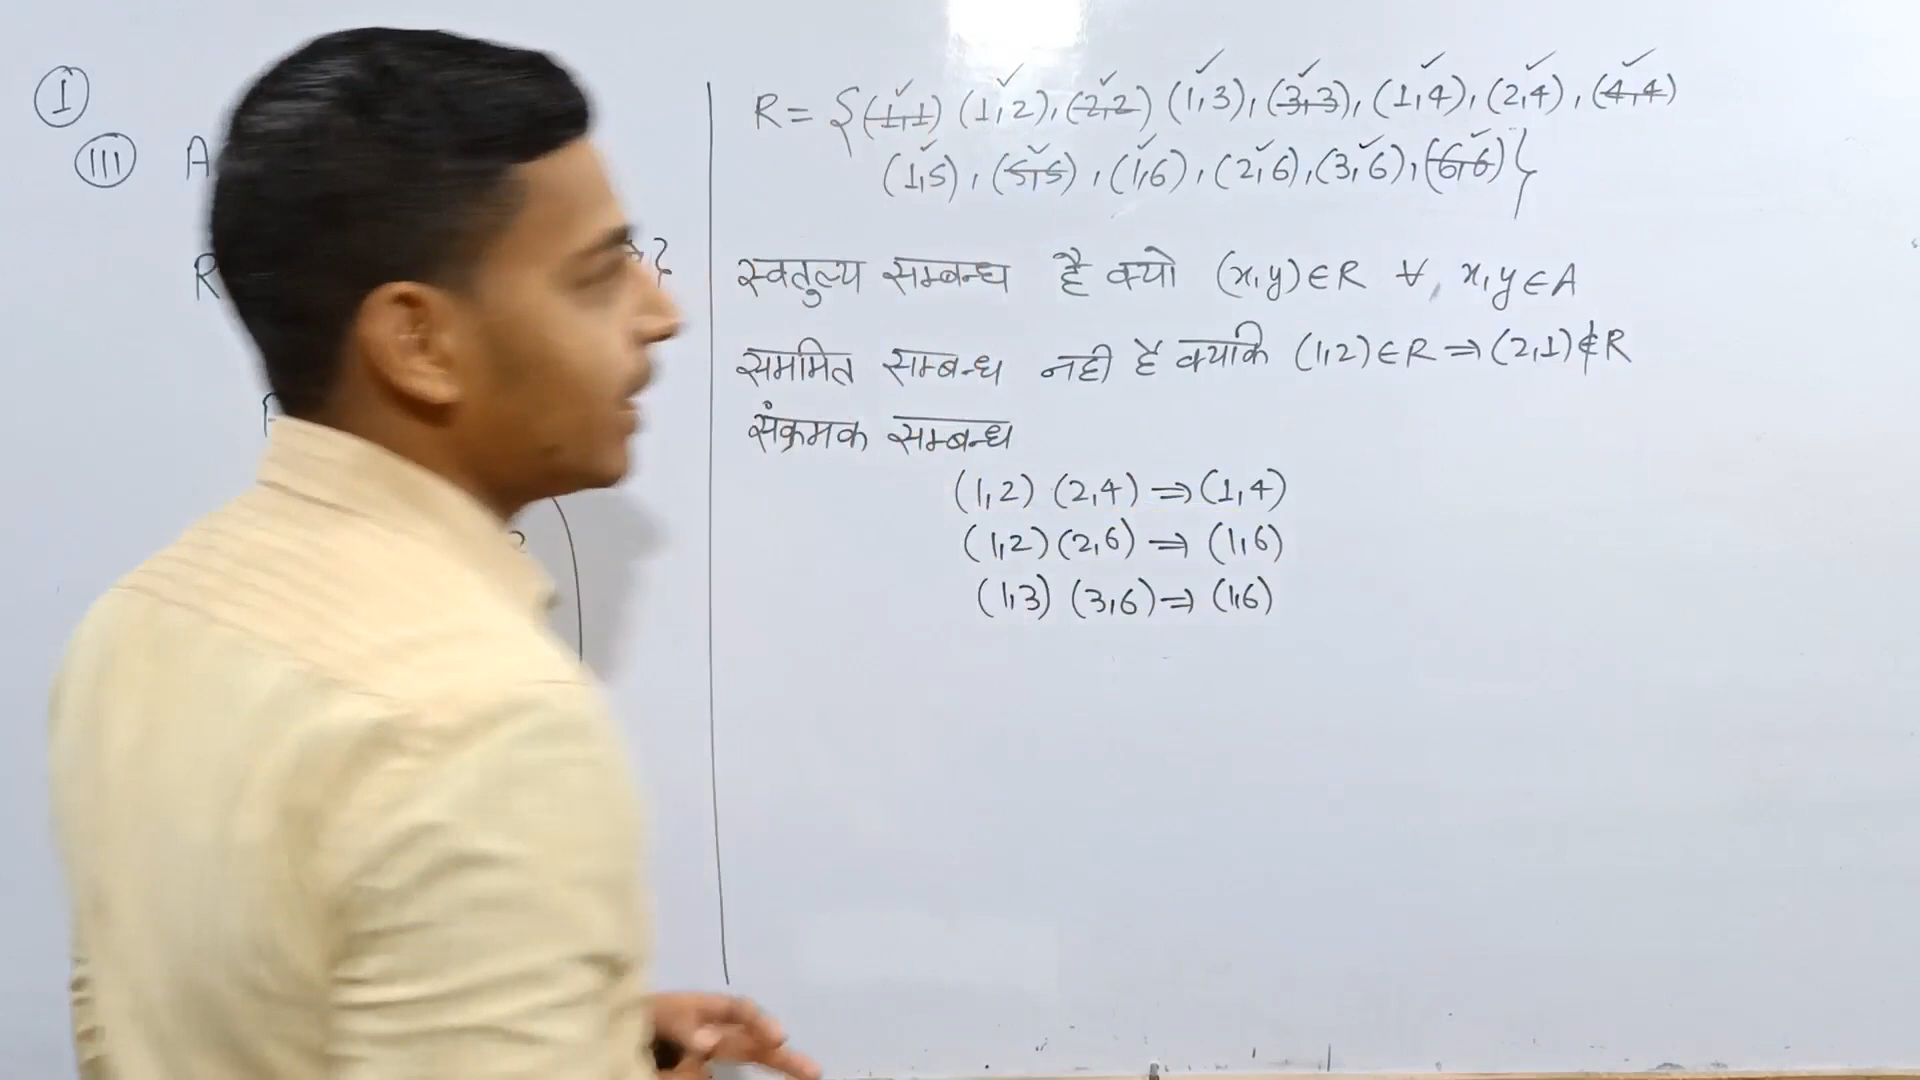 I
III A
R }
R = {(1,1) (1,2), (2,2) (1,3), (3,3), (1,4), (2,4), (4,4)
(1,5), (5,5), (1,6), (2,6), (3,6), (6,6)}
स्वतुल्य सम्बन्ध है क्यो (x,y)∈R ∀, x,y∈A
सममित सम्बन्ध नही है क्योकि (1,2)∈R ⇒ (2,1)∉R
संक्रमक सम्बन्ध
(1,2) (2,4) ⇒ (1,4)
(1,2) (2,6) ⇒ (1,6)
(1,3) (3,6) ⇒ (1,6)